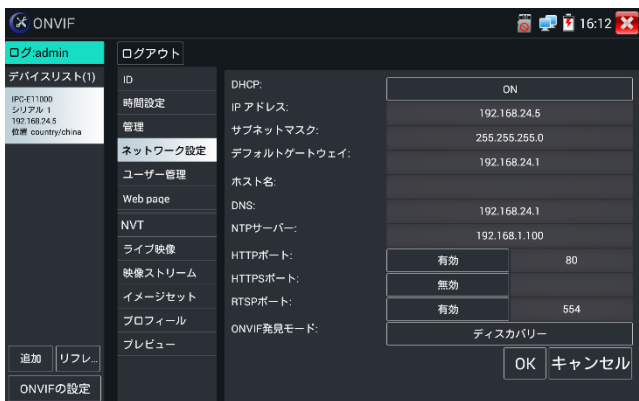 ONVIF
16:12
ログ:admin
ログアウト
デバイスリスト(1)
IPC-E11000
シリアル 1
192.168.24.5
位置 country/china
ID
時間設定
管理
ネットワーク設定
ユーザー管理
Web page
NVT
ライブ映像
映像ストリーム
イメージセット
プロフィール
プレビュー
DHCP: ON
IP アドレス: 192.168.24.5
サブネットマスク: 255.255.255.0
デフォルトゲートウェイ: 192.168.24.1
ホスト名:
DNS: 192.168.24.1
NTPサーバー: 192.168.1.100
HTTPポート: 有効 80
HTTPSポート: 無効
RTSPポート: 有効 554
ONVIF発見モード: ディスカバリー
追加 リフレ...
ONVIFの設定
OK キャンセル